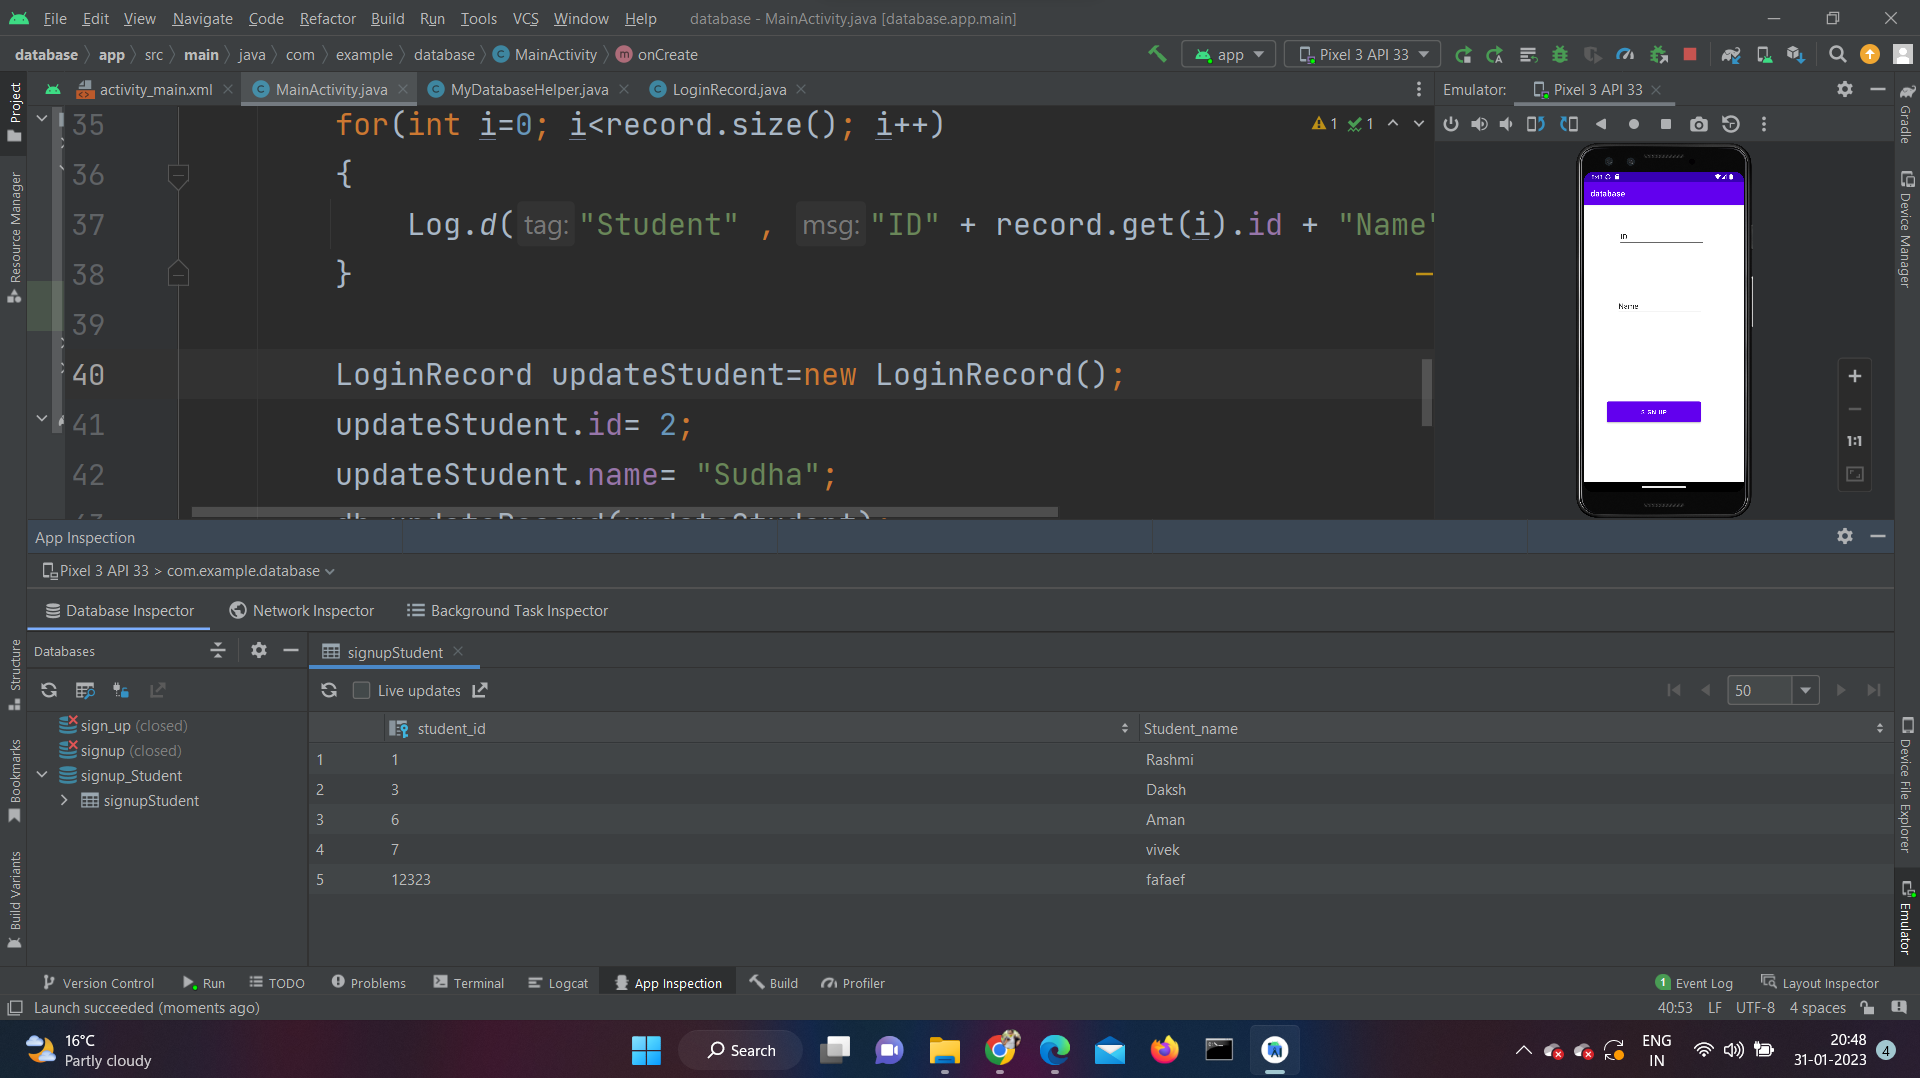 File Edit View Navigate Code Refactor Build Run Tools VCS Window Help database - MainActivity.java [database.app.main]
database app src main java com example database MainActivity onCreate app Pixel 3 API 33
activity_main.xml MainActivity.java MyDatabaseHelper.java LoginRecord.java Emulator: Pixel 3 API 33
Project
Resource Manager
Structure
Bookmarks
Build Variants
35 for(int i=0; i<record.size(); i++)
1 1
36 {
37 Log.d( tag: "Student" , msg: "ID" + record.get(i).id + "Name"
38 }
39
40 LoginRecord updateStudent=new LoginRecord();
41 updateStudent.id= 2;
42 updateStudent.name= "Sudha";
db.updateRecord(updateStudent);
database
ID
Name
SIGN UP
1:1
Gradle
Device Manager
Device File Explorer
Emulator
App Inspection
Pixel 3 API 33 > com.example.database
Database Inspector Network Inspector Background Task Inspector
Databases
signupStudent
Live updates
50
sign_up (closed)
signup (closed)
signup_Student
signupStudent
student_id Student_name
1 1 Rashmi
2 3 Daksh
3 6 Aman
4 7 vivek
5 12323 fafaef
Version Control Run TODO Problems Terminal Logcat App Inspection Build Profiler 1 Event Log Layout Inspector
Launch succeeded (moments ago) 40:53 LF UTF-8 4 spaces
16°C
Partly cloudy
Search
ENG
IN
20:48
31-01-2023
4